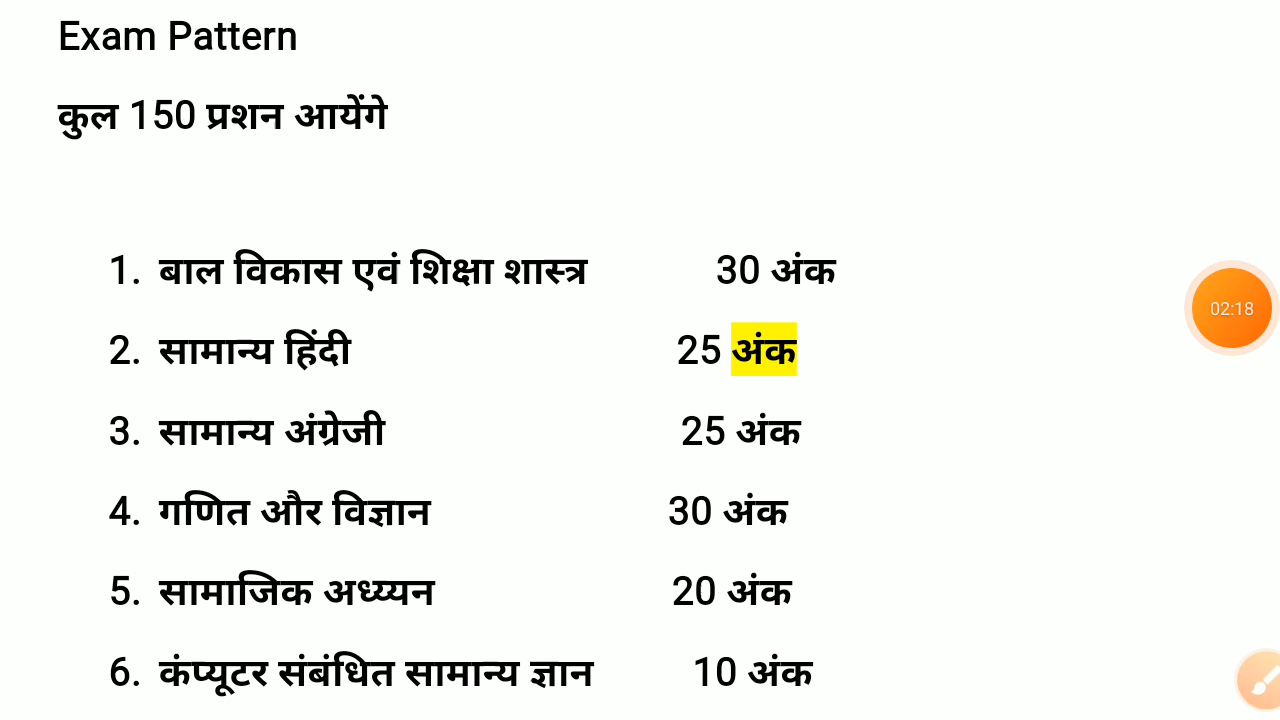 Exam Pattern
कुल 150 प्रशन आयेंगे
1. बाल विकास एवं शिक्षा शास्त्र 30 अंक
2. सामान्य हिंदी 25 अंक
3. सामान्य अंग्रेजी 25 अंक
02:18
4. गणित और विज्ञान 30 अंक
5. सामाजिक अध्य्यन 20 अंक
6. कंप्यूटर संबंधित सामान्य ज्ञान 10 अंक